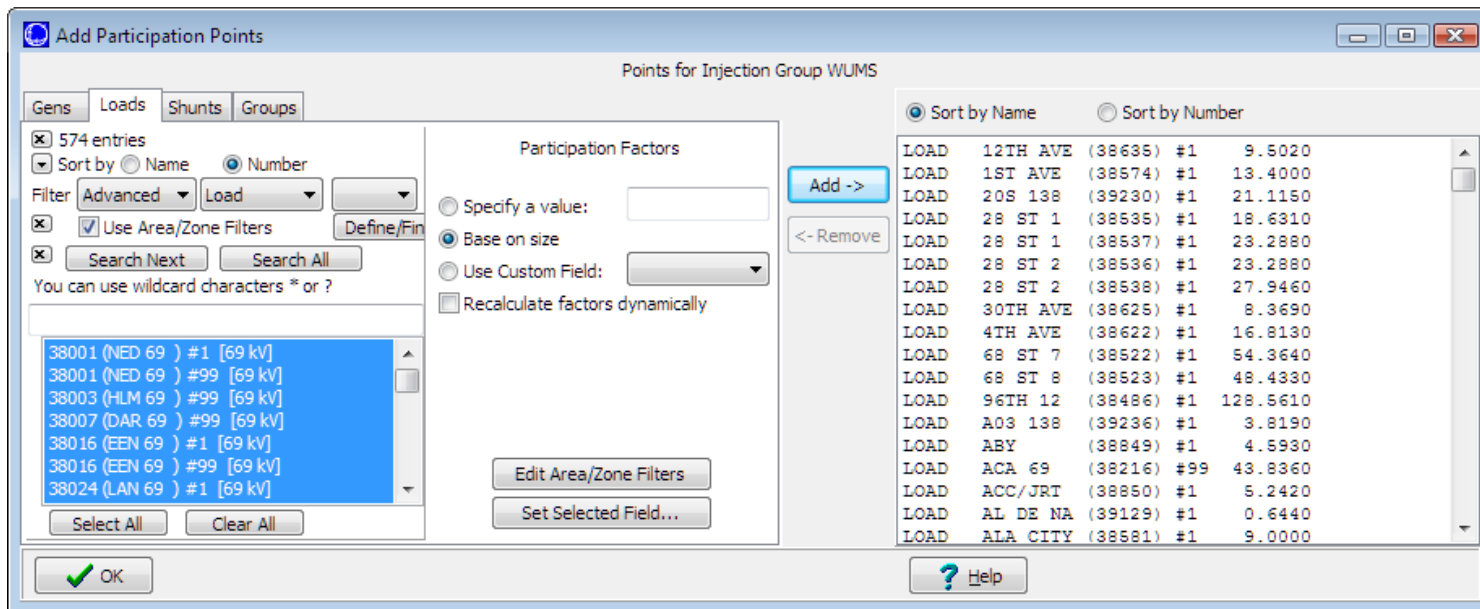 Add Participation Points
Points for Injection Group WUMS
Gens Loads Shunts Groups
574 entries
Sort by Name Number
Filter Advanced Load
Use Area/Zone Filters Define/Fin
Search Next Search All
You can use wildcard characters * or ?
38001 (NED 69 ) #1 [69 kV]
38001 (NED 69 ) #99 [69 kV]
38003 (HLM 69 ) #99 [69 kV]
38007 (DAR 69 ) #99 [69 kV]
38016 (EEN 69 ) #1 [69 kV]
38016 (EEN 69 ) #99 [69 kV]
38024 (LAN 69 ) #1 [69 kV]
Select All Clear All
Participation Factors
Specify a value:
Base on size
Use Custom Field:
Recalculate factors dynamically
Edit Area/Zone Filters
Set Selected Field...
Add ->
<- Remove
Sort by Name Sort by Number
LOAD 12TH AVE (38635) #1 9.5020
LOAD 1ST AVE (38574) #1 13.4000
LOAD 20S 138 (39230) #1 21.1150
LOAD 28 ST 1 (38535) #1 18.6310
LOAD 28 ST 1 (38537) #1 23.2880
LOAD 28 ST 2 (38536) #1 23.2880
LOAD 28 ST 2 (38538) #1 27.9460
LOAD 30TH AVE (38625) #1 8.3690
LOAD 4TH AVE (38622) #1 16.8130
LOAD 68 ST 7 (38522) #1 54.3640
LOAD 68 ST 8 (38523) #1 48.4330
LOAD 96TH 12 (38486) #1 128.5610
LOAD A03 138 (39236) #1 3.8190
LOAD ABY (38849) #1 4.5930
LOAD ACA 69 (38216) #99 43.8360
LOAD ACC/JRT (38850) #1 5.2420
LOAD AL DE NA (39129) #1 0.6440
LOAD ALA CITY (38581) #1 9.0000
OK
Help